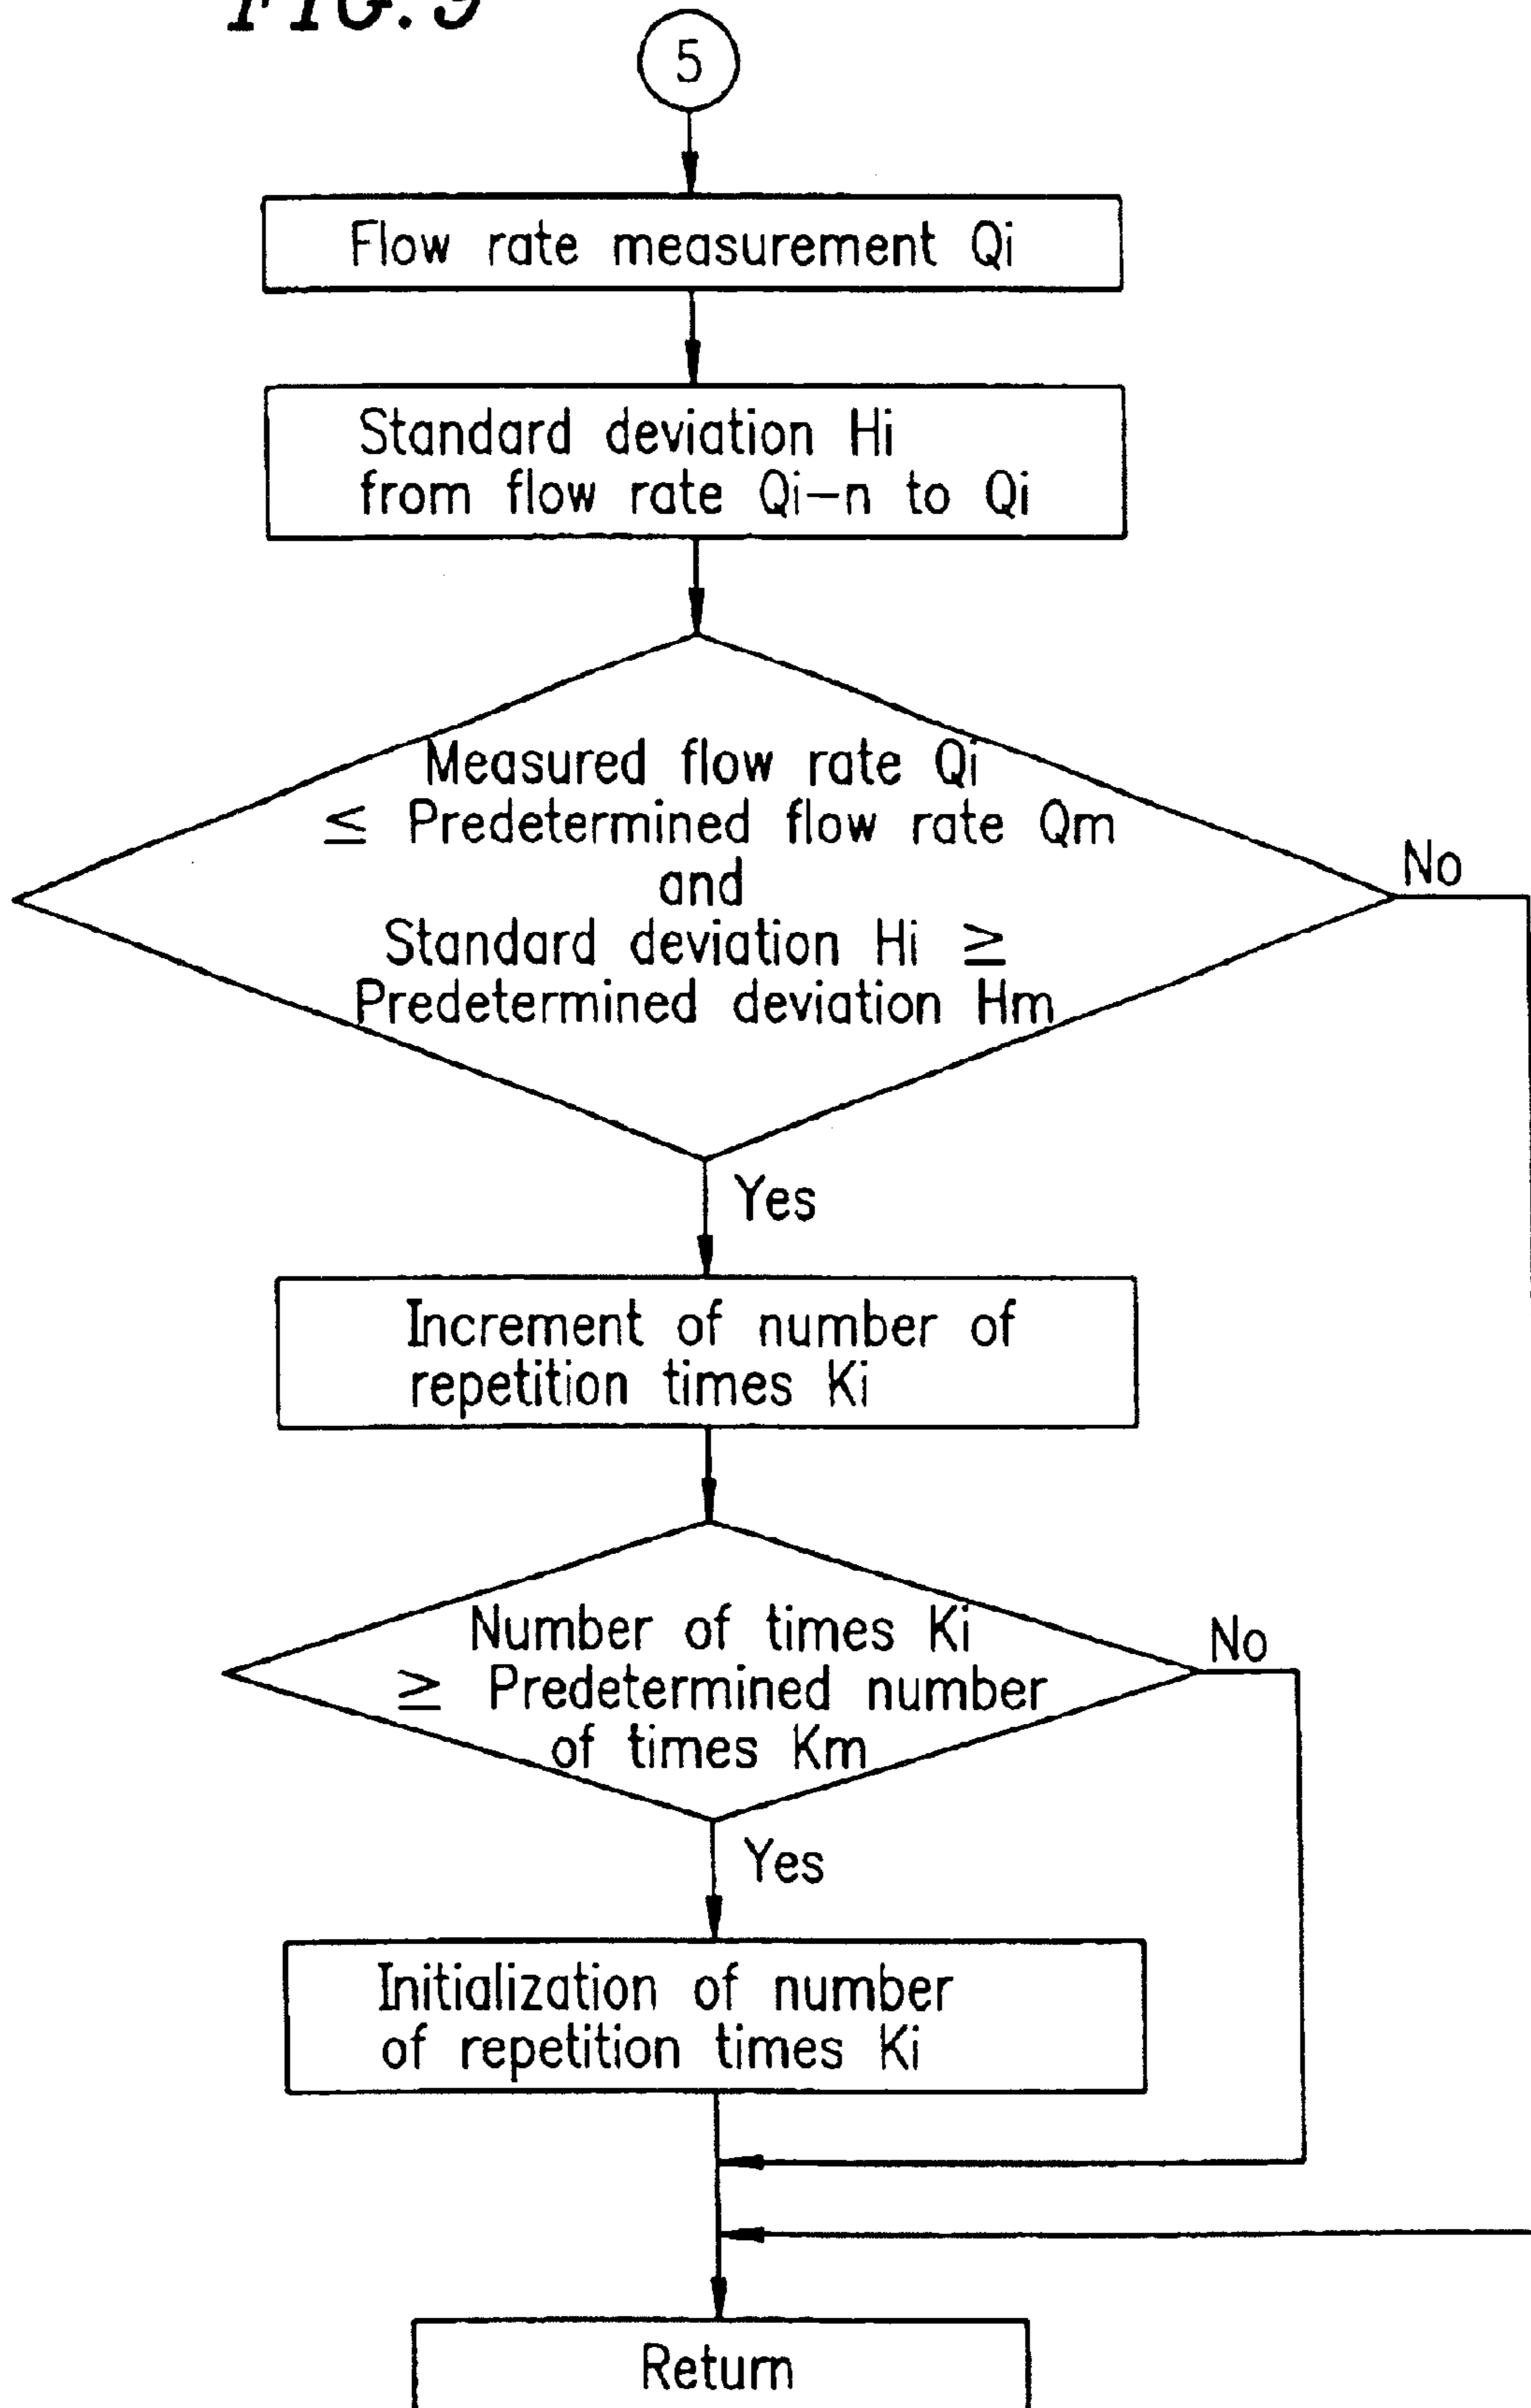 FIG. 9
5
Flow rate measurement Qi
Standard deviation Hi
from flow rate Qi-n to Qi
Measured flow rate Qi
≤ Predetermined flow rate Qm
and
Standard deviation Hi ≥
Predetermined deviation Hm
No
Yes
Increment of number of
repetition times Ki
Number of times Ki
≥ Predetermined number
of times Km
No
Yes
Initialization of number
of repetition times Ki
Return